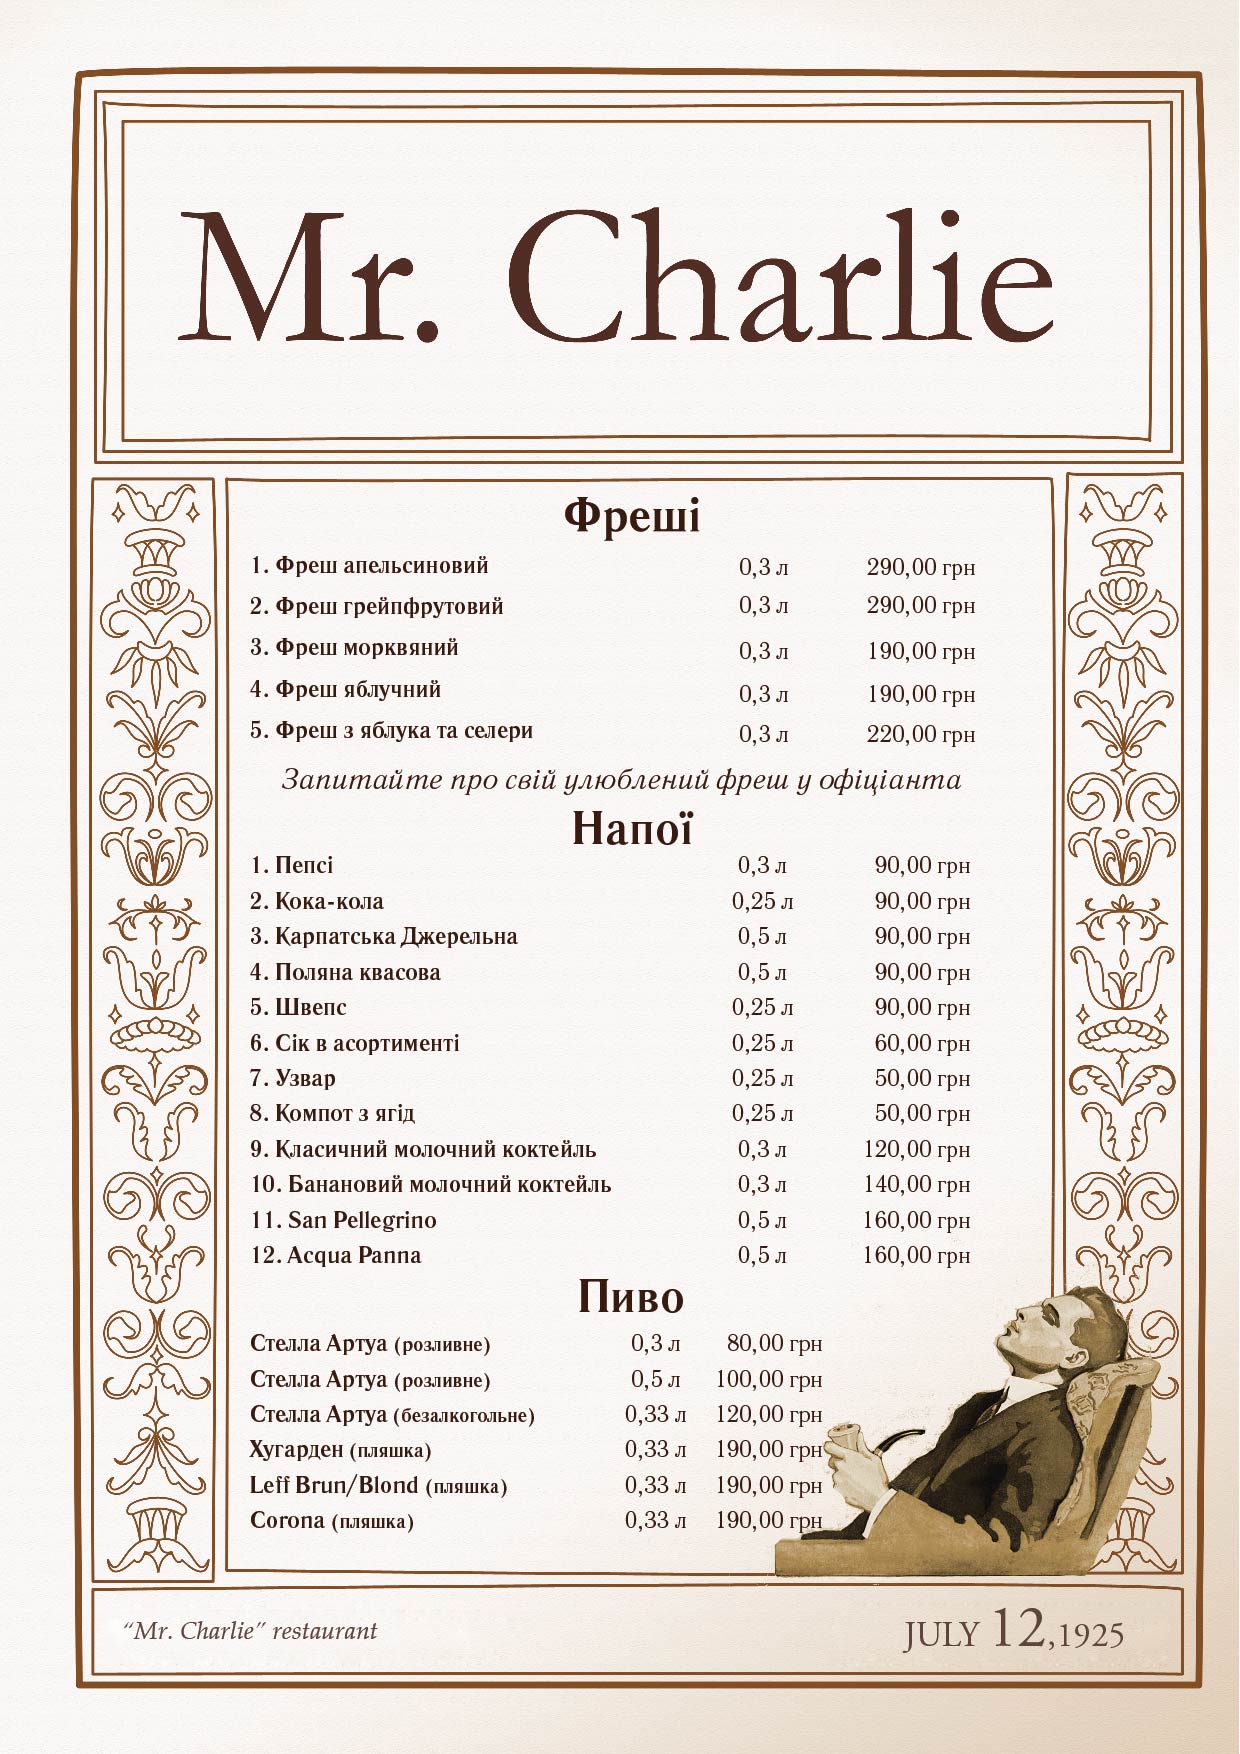 Mr. Charlie
Фреші
1. Фреш апельсиновий 0,3 л 290,00 грн
2. Фреш грейпфрутовий 0,3 л 290,00 грн
3. Фреш морквяний 0,3 л 190,00 грн
4. Фреш яблучний 0,3 л 190,00 грн
5. Фреш з яблука та селери 0,3 л 220,00 грн
Запитайте про свій улюблений фреш у офіціанта
Напої
1. Пепсі 0,3 л 90,00 грн
2. Кока-кола 0,25 л 90,00 грн
3. Карпатська Джерельна 0,5 л 90,00 грн
4. Поляна квасова 0,5 л 90,00 грн
5. Швепс 0,25 л 90,00 грн
6. Сік в асортименті 0,25 л 60,00 грн
7. Узвар 0,25 л 50,00 грн
8. Компот з ягід 0,25 л 50,00 грн
9. Класичний молочний коктейль 0,3 л 120,00 грн
10. Банановий молочний коктейль 0,3 л 140,00 грн
11. San Pellegrino 0,5 л 160,00 грн
12. Acqua Panna 0,5 л 160,00 грн
Пиво
Стелла Артуа (розливне) 0,3 л 80,00 грн
Стелла Артуа (розливне) 0,5 л 100,00 грн
Стелла Артуа (безалкогольне) 0,33 л 120,00 грн
Хугарден (пляшка) 0,33 л 190,00 грн
Leff Brun/Blond (пляшка) 0,33 л 190,00 грн
Corona (пляшка) 0,33 л 190,00 грн
“Mr. Charlie” restaurant JULY 12,1925